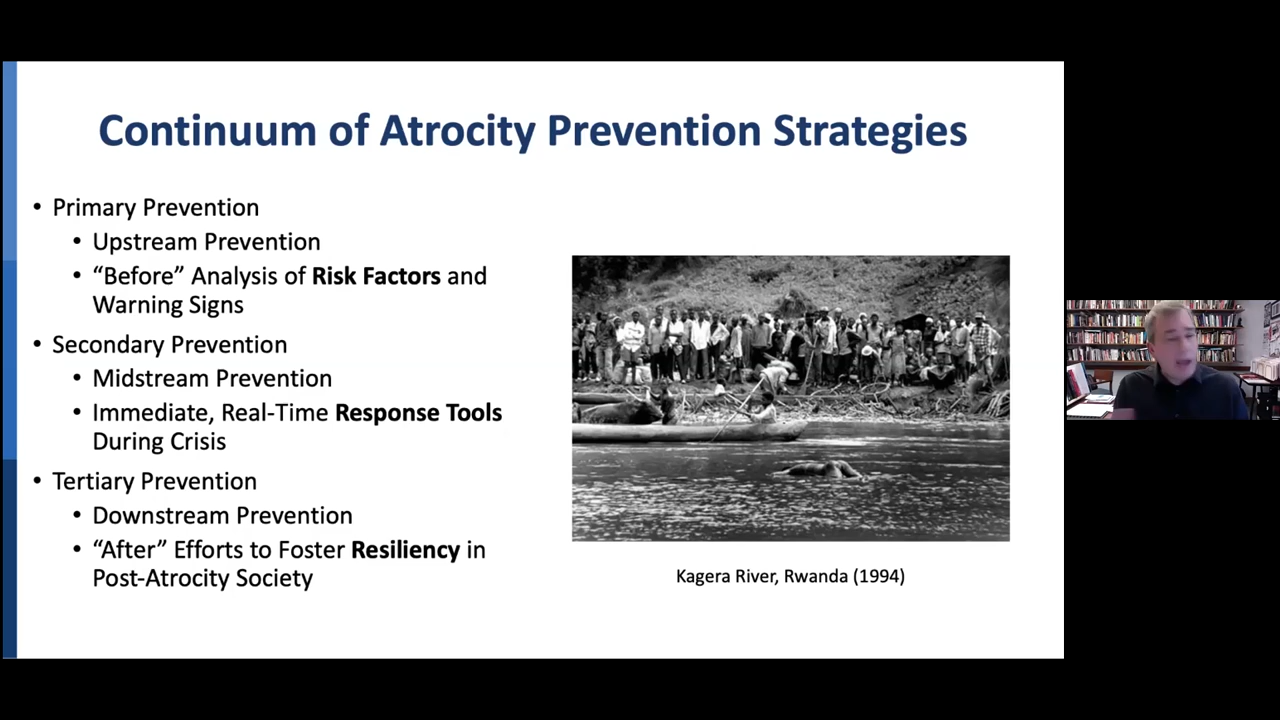 Continuum of Atrocity Prevention Strategies
• Primary Prevention
• Upstream Prevention
• “Before” Analysis of Risk Factors and
Warning Signs
• Secondary Prevention
• Midstream Prevention
• Immediate, Real-Time Response Tools
During Crisis
• Tertiary Prevention
• Downstream Prevention
• “After” Efforts to Foster Resiliency in
Post-Atrocity Society
Kagera River, Rwanda (1994)